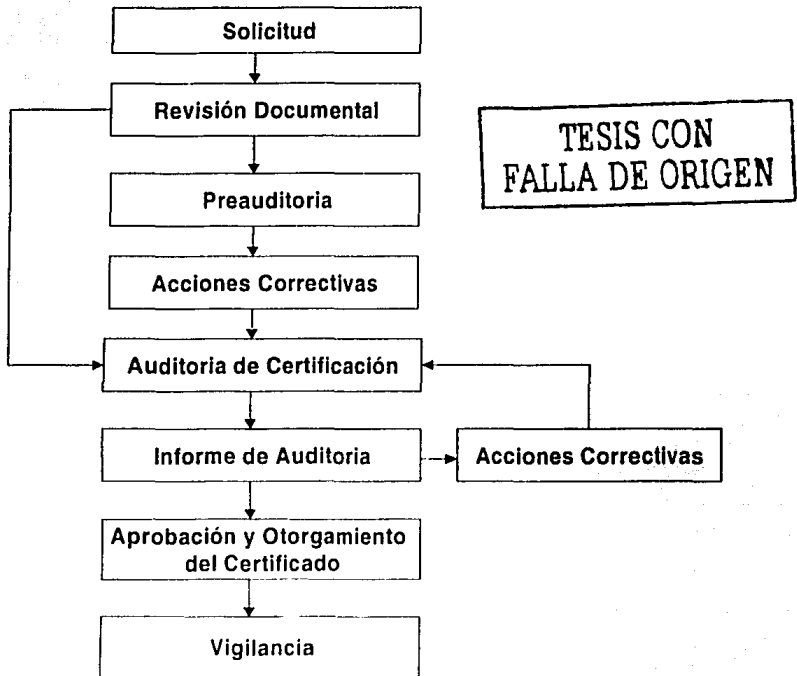 Solicitud
Revisión Documental
TESIS CON
FALLA DE ORIGEN
Preauditoria
Acciones Correctivas
Auditoria de Certificación
Informe de Auditoria
Acciones Correctivas
Aprobación y Otorgamiento
del Certificado
Vigilancia